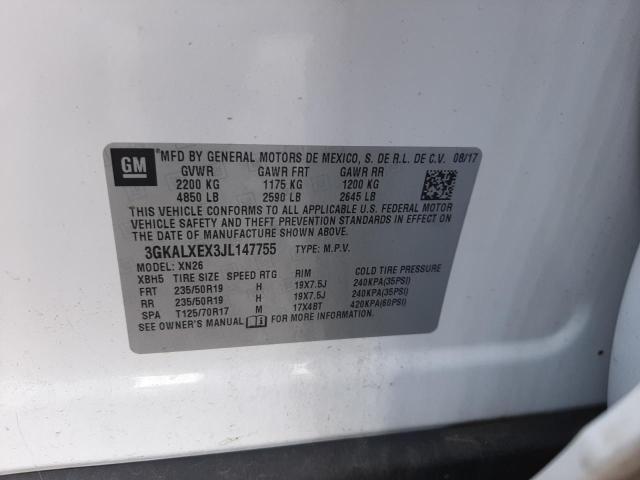 GM ®MFD BY GENERAL MOTORS DE MEXICO, S. DE R.L. DE C.V. 08/17
GVWR GAWR FRT GAWR RR
2200 KG 1175 KG 1200 KG
4850 LB 2590 LB 2645 LB
THIS VEHICLE CONFORMS TO ALL APPLICABLE U.S. FEDERAL MOTOR
VEHICLE SAFETY AND THEFT PREVENTION STANDARDS IN EFFECT ON
THE DATE OF MANUFACTURE SHOWN ABOVE.
3GKALXEX3JL147755 TYPE: M.P.V.
MODEL: XN26
XBH5 TIRE SIZE SPEED RTG RIM COLD TIRE PRESSURE
FRT 235/50R19 H 19X7.5J 240KPA(35PSI)
RR 235/50R19 H 19X7.5J 240KPA(35PSI)
SPA T125/70R17 M 17X4BT 420KPA(60PSI)
SEE OWNER'S MANUAL FOR MORE INFORMATION.